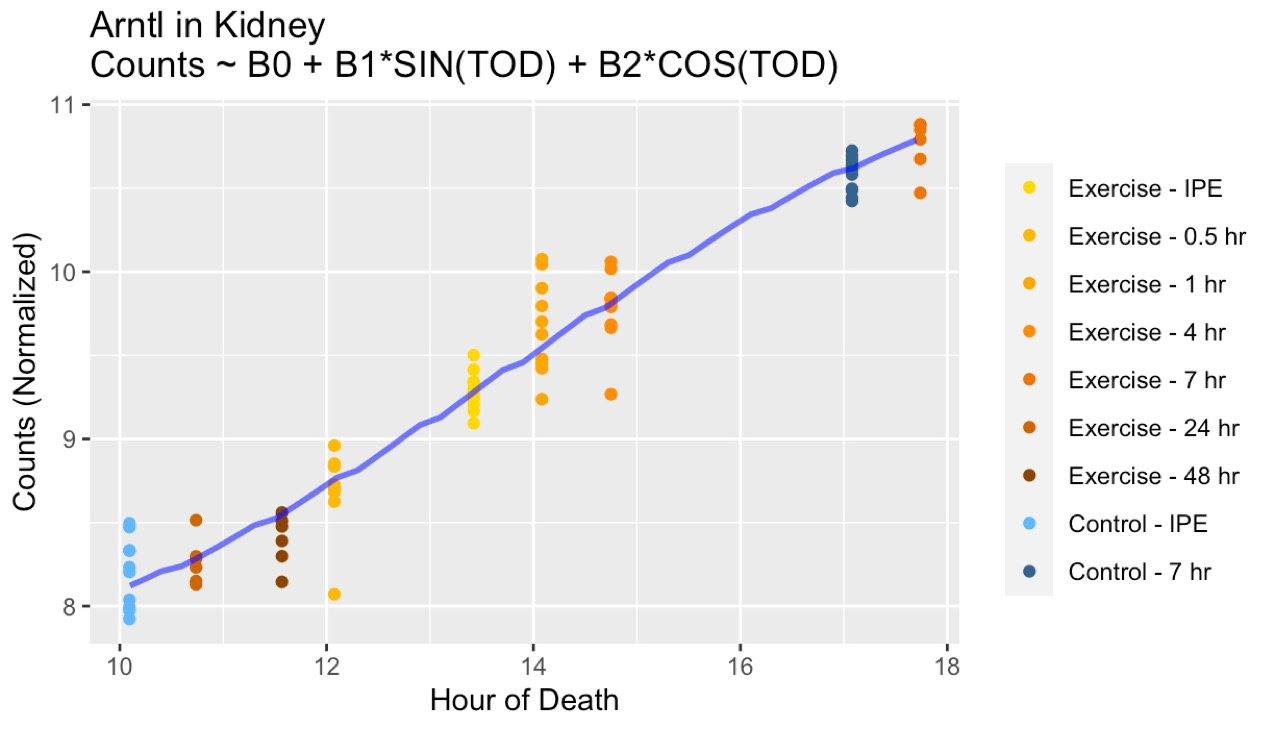 Arntl in Kidney
Counts ~ B0 + B1*SIN(TOD) + B2*COS(TOD)
11
10
9
8
Counts (Normalized)
10 12 14 16 18
Hour of Death
Exercise - IPE
Exercise - 0.5 hr
Exercise - 1 hr
Exercise - 4 hr
Exercise - 7 hr
Exercise - 24 hr
Exercise - 48 hr
Control - IPE
Control - 7 hr